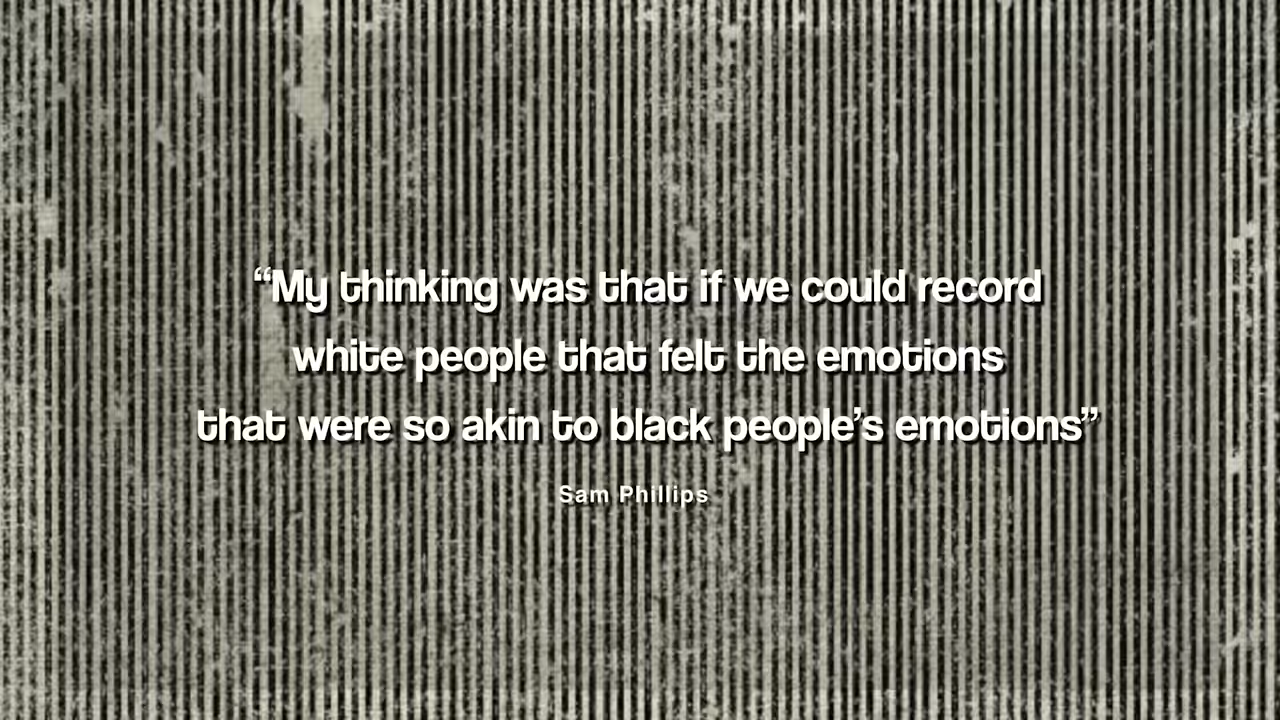 “My thinking was that if we could record
white people that felt the emotions
that were so akin to black people’s emotions”
Sam Phillips